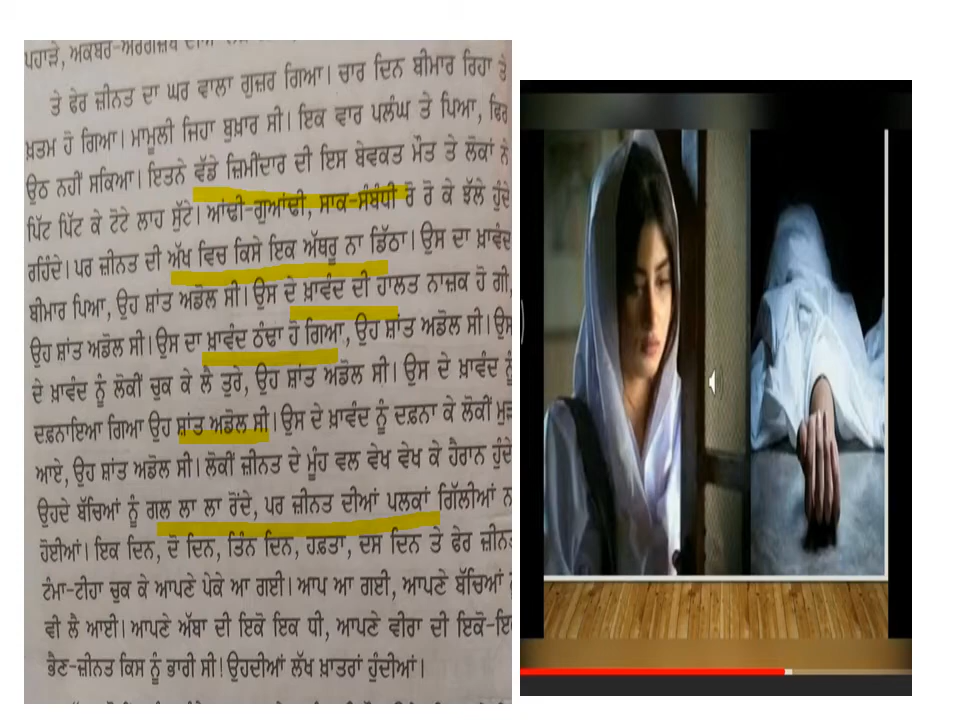 ਪਹਾੜੇ, ਅਕਬਰ-ਔਰੰਗਜ਼ੇਬ ਦੀਆਂ
ਤੇ ਫੇਰ ਜ਼ੀਨਤ ਦਾ ਘਰ ਵਾਲਾ ਗੁਜ਼ਰ ਗਿਆ। ਚਾਰ ਦਿਨ ਬੀਮਾਰ ਰਿਹਾ ਤੇ
ਖ਼ਤਮ ਹੋ ਗਿਆ। ਮਾਮੂਲੀ ਜਿਹਾ ਬੁਖ਼ਾਰ ਸੀ। ਇਕ ਵਾਰ ਪਲੰਘ ਤੇ ਪਿਆ, ਫਿਰ
ਉਠ ਨਹੀਂ ਸਕਿਆ। ਇਤਨੇ ਵੱਡੇ ਜ਼ਿਮੀਂਦਾਰ ਦੀ ਇਸ ਬੇਵਕਤ ਮੌਤ ਤੇ ਲੋਕਾਂ ਨੇ
ਪਿੱਟ ਪਿੱਟ ਕੇ ਟੋਟੇ ਲਾਹ ਸੁੱਟੇ। ਆਂਢੀ-ਗੁਆਂਢੀ, ਸਾਕ-ਸੰਬੰਧੀ ਰੋ ਰੋ ਕੇ ਝੱਲੇ ਹੁੰਦੇ
ਰਹਿੰਦੇ। ਪਰ ਜ਼ੀਨਤ ਦੀ ਅੱਖ ਵਿਚ ਕਿਸੇ ਇਕ ਅੱਥਰੂ ਨਾ ਡਿੱਠਾ। ਉਸ ਦਾ ਖ਼ਾਵੰਦ
ਬੀਮਾਰ ਪਿਆ, ਉਹ ਸ਼ਾਂਤ ਅਡੋਲ ਸੀ। ਉਸ ਦੇ ਖ਼ਾਵੰਦ ਦੀ ਹਾਲਤ ਨਾਜ਼ਕ ਹੋ ਗੀ,
ਉਹ ਸ਼ਾਂਤ ਅਡੋਲ ਸੀ। ਉਸ ਦਾ ਖ਼ਾਵੰਦ ਠੰਢਾ ਹੋ ਗਿਆ, ਉਹ ਸ਼ਾਂਤ ਅਡੋਲ ਸੀ। ਉਸ
ਦੇ ਖ਼ਾਵੰਦ ਨੂੰ ਲੋਕੀਂ ਚੁਕ ਕੇ ਲੈ ਤੁਰੇ, ਉਹ ਸ਼ਾਂਤ ਅਡੋਲ ਸੀ। ਉਸ ਦੇ ਖ਼ਾਵੰਦ ਨੂੰ
ਦਫ਼ਨਾਇਆ ਗਿਆ ਉਹ ਸ਼ਾਂਤ ਅਡੋਲ ਸੀ। ਉਸ ਦੇ ਖ਼ਾਵੰਦ ਨੂੰ ਦਫ਼ਨਾ ਕੇ ਲੋਕੀਂ ਮੁੜ
ਆਏ, ਉਹ ਸ਼ਾਂਤ ਅਡੋਲ ਸੀ। ਲੋਕੀਂ ਜ਼ੀਨਤ ਦੇ ਮੂੰਹ ਵਲ ਵੇਖ ਵੇਖ ਕੇ ਹੈਰਾਨ ਹੁੰਦੇ
ਉਹਦੇ ਬੱਚਿਆਂ ਨੂੰ ਗਲ ਲਾ ਲਾ ਰੋਂਦੇ, ਪਰ ਜ਼ੀਨਤ ਦੀਆਂ ਪਲਕਾਂ ਗਿੱਲੀਆਂ ਨ
ਹੋਈਆਂ। ਇਕ ਦਿਨ, ਦੋ ਦਿਨ, ਤਿੰਨ ਦਿਨ, ਹਫ਼ਤਾ, ਦਸ ਦਿਨ ਤੇ ਫੇਰ ਜ਼ੀਨਤ
ਟੰਮਾ-ਟੀਹਾ ਚੁਕ ਕੇ ਆਪਣੇ ਪੇਕੇ ਆ ਗਈ। ਆਪ ਆ ਗਈ, ਆਪਣੇ ਬੱਚਿਆਂ
ਵੀ ਲੈ ਆਈ। ਆਪਣੇ ਅੱਬਾ ਦੀ ਇਕੋ ਇਕ ਧੀ, ਆਪਣੇ ਵੀਰਾ ਦੀ ਇਕੋ-ਇ
ਭੈਣ-ਜ਼ੀਨਤ ਕਿਸ ਨੂੰ ਭਾਰੀ ਸੀ! ਉਹਦੀਆਂ ਲੱਖ ਖ਼ਾਤਰਾਂ ਹੁੰਦੀਆਂ।